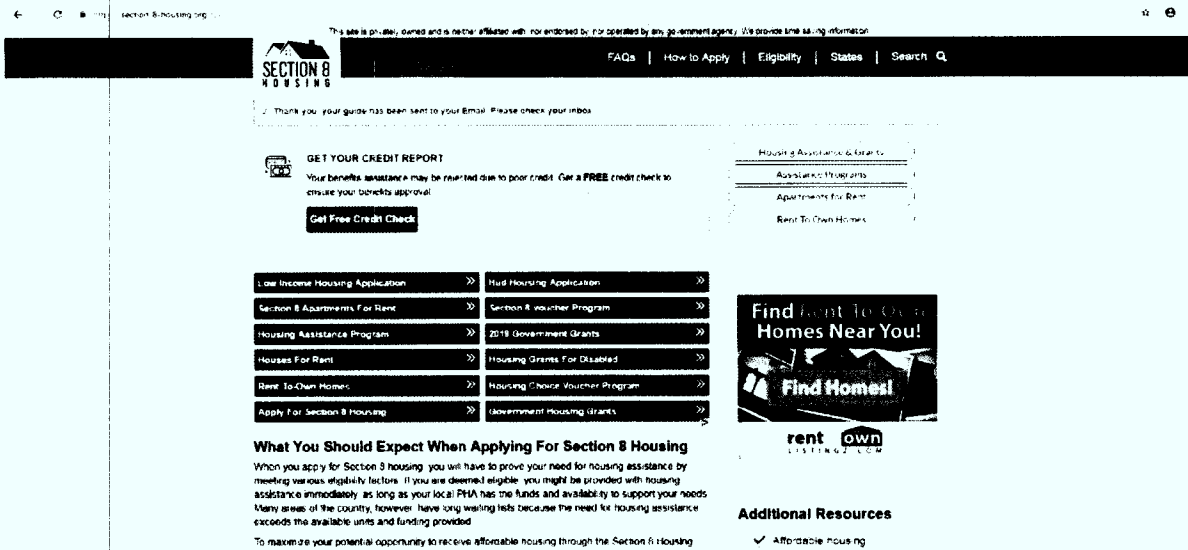 section-8-housing.org
This site is privately owned and is neither affiliated with, nor endorsed by, nor operated by any government agency. We provide time saving information
SECTION 8
HOUSING
FAQs | How to Apply | Eligibility | States | Search
Thank you, your guide has been sent to your Email. Please check your inbox
GET YOUR CREDIT REPORT
Your benefits assistance may be rejected due to poor credit. Get a FREE credit check to
ensure your benefits approval
Get Free Credit Check
Housing Assistance & Grants
Assistance Programs
Apartments for Rent
Rent To Own Homes
Low Income Housing Application
Hud Housing Application
Section 8 Apartments For Rent
Section 8 voucher Program
Housing Assistance Program
2019 Government Grants
Houses For Rent
Housing Grants For Disabled
Rent-To-Own Homes
Housing Choice Voucher Program
Apply For Section 8 Housing
Government Housing Grants
Find Rent To Own
Homes Near You!
Find Homes!
rent own
LISTINGZ.COM
What You Should Expect When Applying For Section 8 Housing
When you apply for Section 8 housing, you will have to prove your need for housing assistance by
meeting various eligibility factors. If you are deemed eligible, you might be provided with housing
assistance immediately, as long as your local PHA has the funds and availability to support your needs.
Many areas of the country, however, have long waiting lists because the need for housing assistance
exceeds the available units and funding provided
To maximize your potential opportunity to receive affordable housing through the Section 8 Housing
Additional Resources
Affordable housing